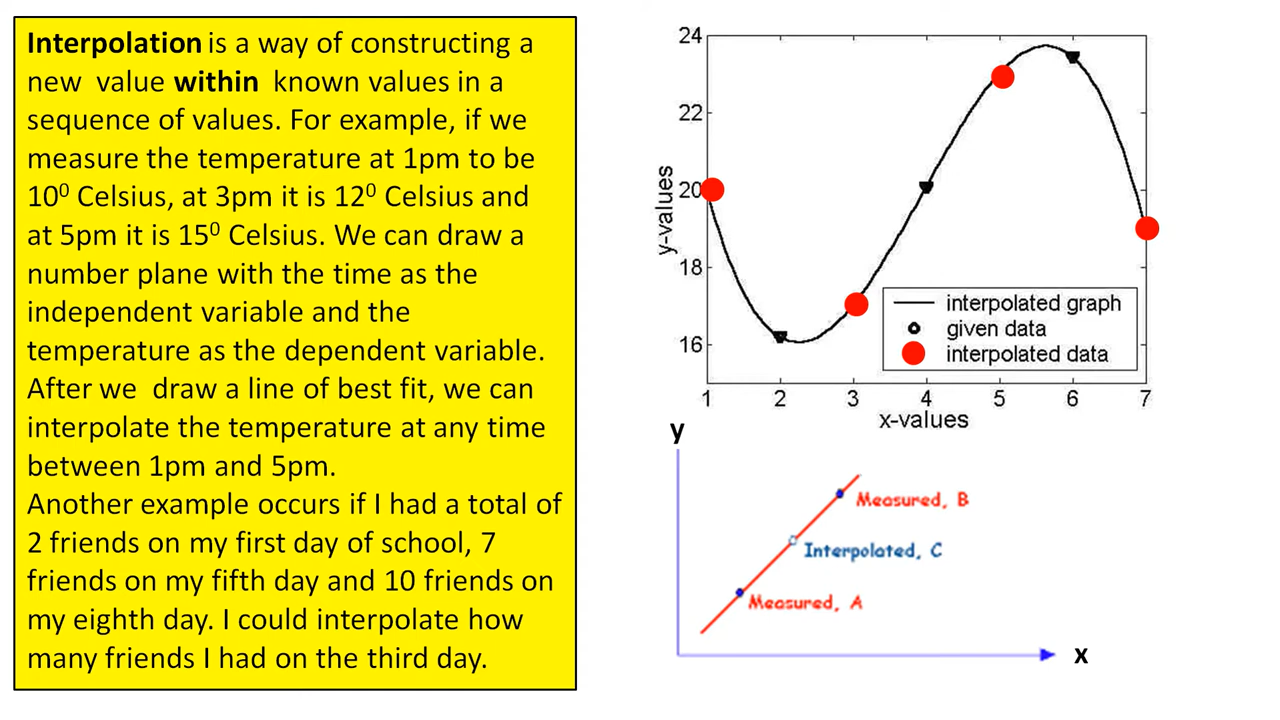 Interpolation is a way of constructing a
new value within known values in a
sequence of values. For example, if we
measure the temperature at 1pm to be
10⁰ Celsius, at 3pm it is 12⁰ Celsius and
at 5pm it is 15⁰ Celsius. We can draw a
number plane with the time as the
independent variable and the
temperature as the dependent variable.
After we draw a line of best fit, we can
interpolate the temperature at any time
between 1pm and 5pm.
Another example occurs if I had a total of
2 friends on my first day of school, 7
friends on my fifth day and 10 friends on
my eighth day. I could interpolate how
many friends I had on the third day.
24
22
20
18
16
y-values
interpolated graph
given data
interpolated data
1 2 3 4 5 6 7
x-values
y
Measured, B
Interpolated, C
Measured, A
x